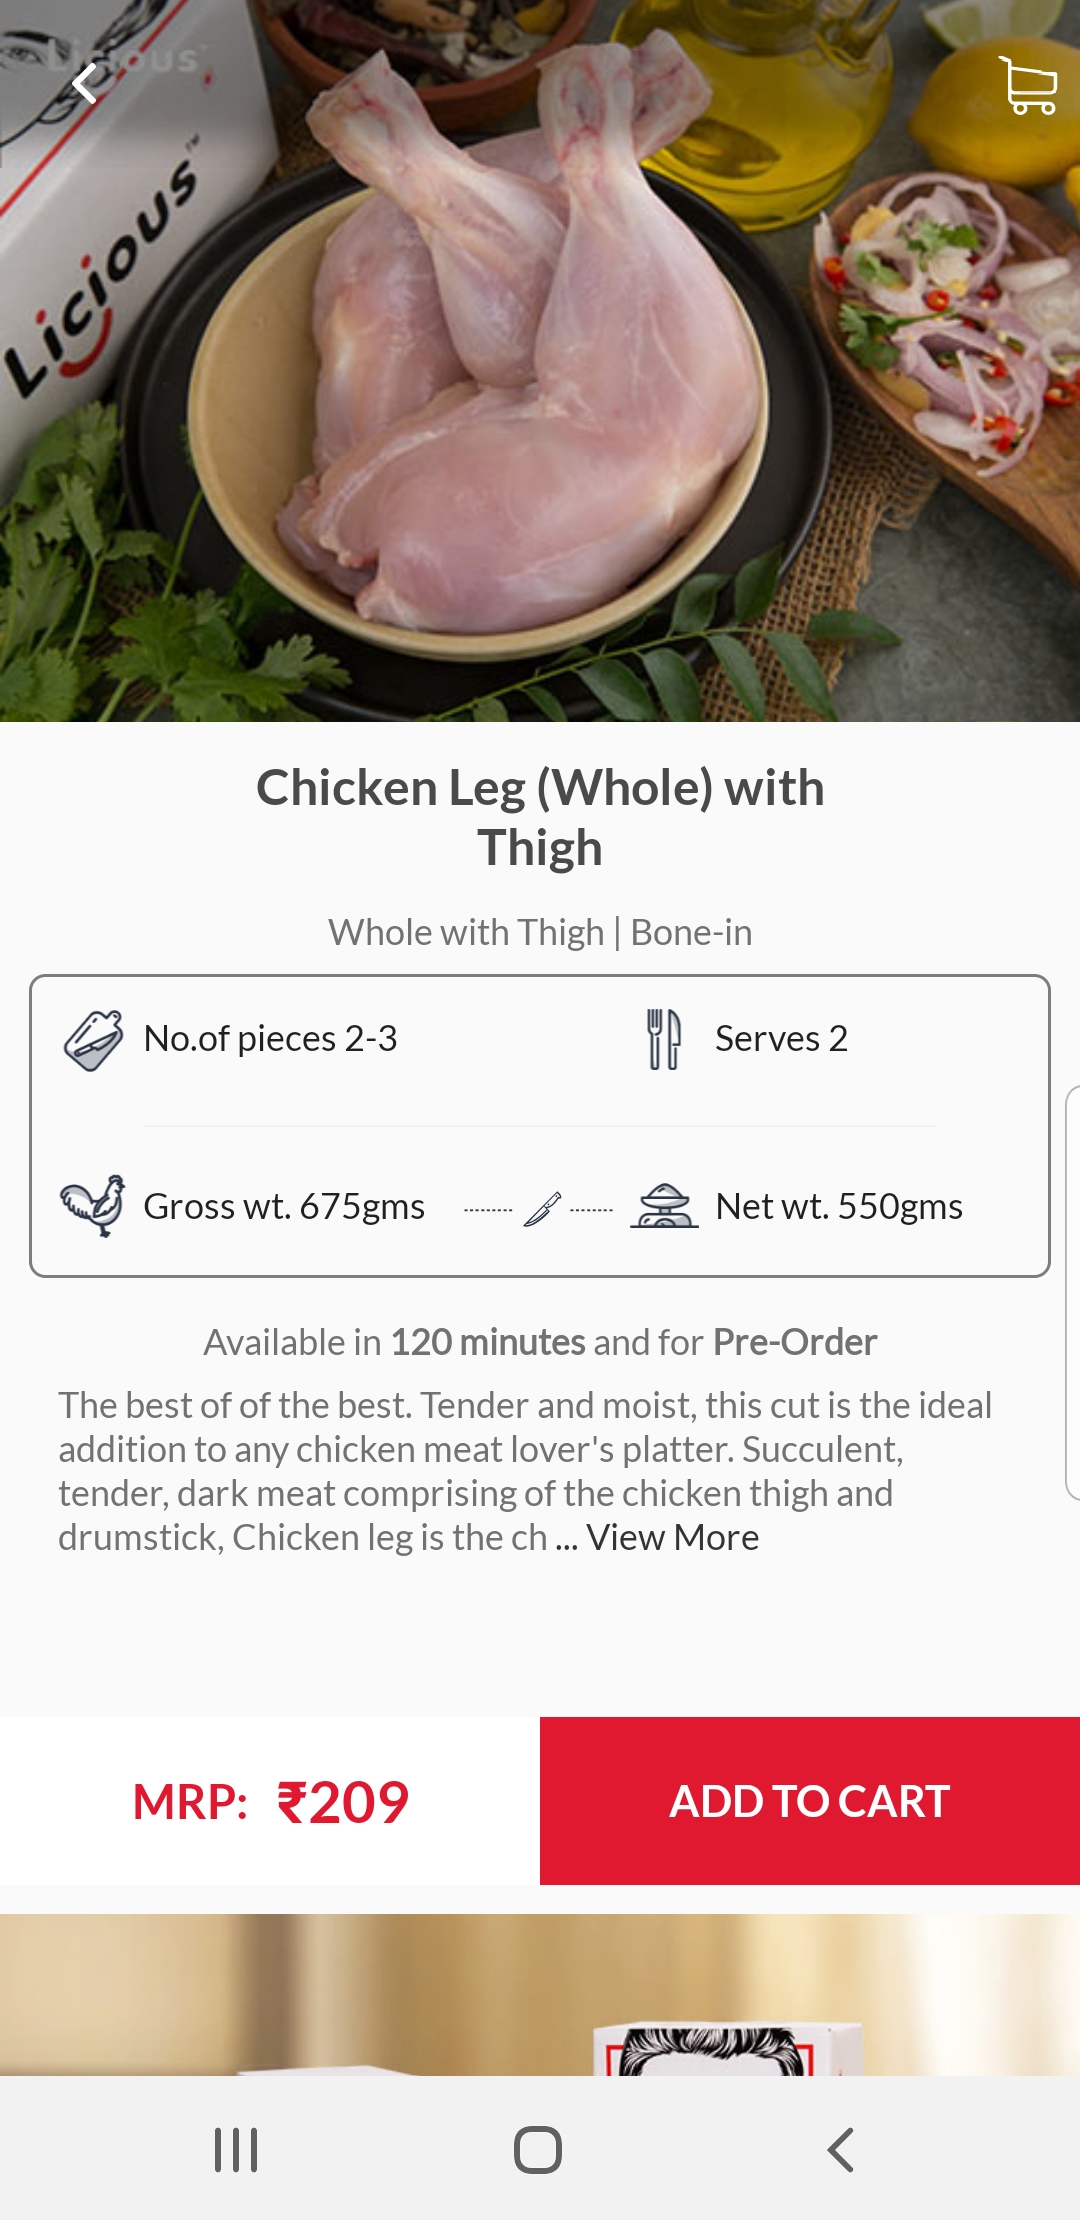 Licious
Licious™
Chicken Leg (Whole) with
Thigh
Whole with Thigh | Bone-in
No.of pieces 2-3
Serves 2
Gross wt. 675gms
Net wt. 550gms
Available in 120 minutes and for Pre-Order
The best of of the best. Tender and moist, this cut is the ideal
addition to any chicken meat lover's platter. Succulent,
tender, dark meat comprising of the chicken thigh and
drumstick, Chicken leg is the ch ... View More
MRP: ₹209
ADD TO CART